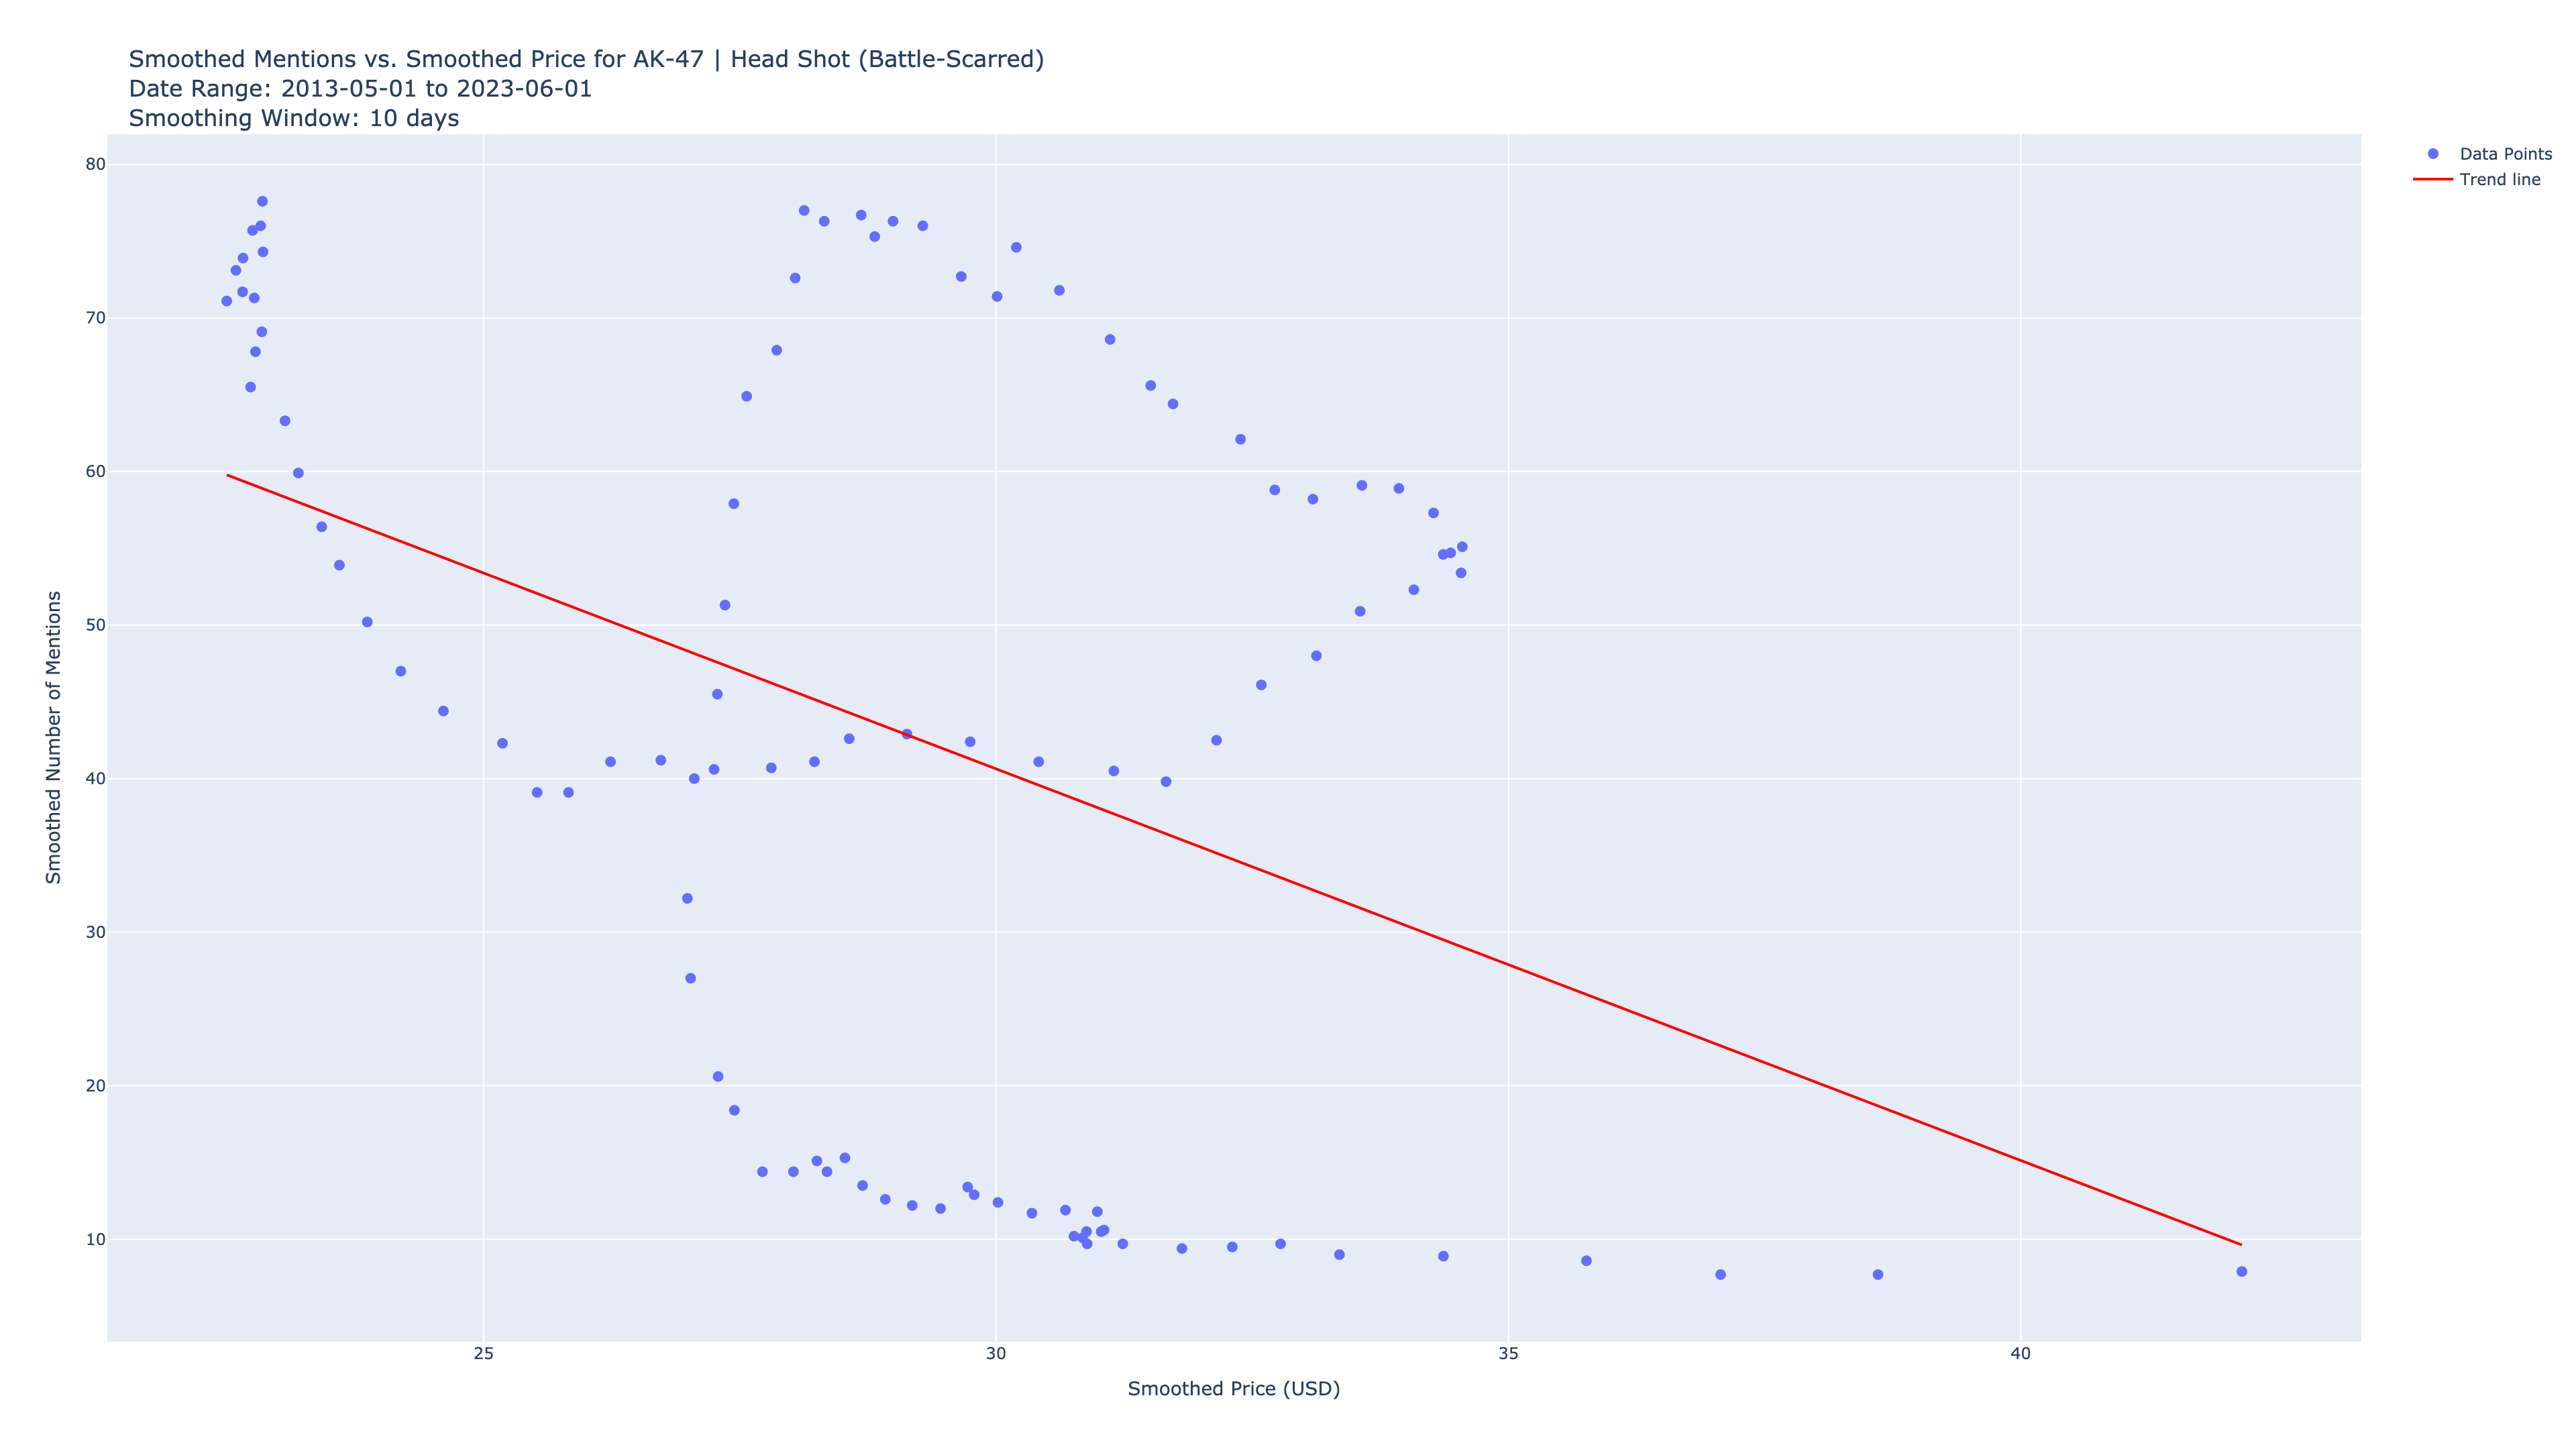 Smoothed Mentions vs. Smoothed Price for AK-47 | Head Shot (Battle-Scarred)
Date Range: 2013-05-01 to 2023-06-01
Smoothing Window: 10 days
Data Points
Trend line
80
70
60
50
40
30
20
10
Smoothed Number of Mentions
25
30
35
40
Smoothed Price (USD)